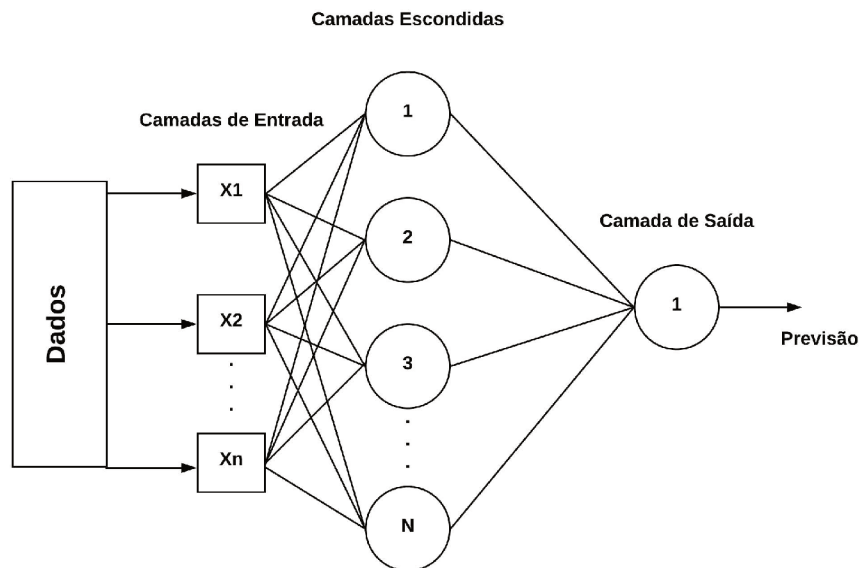 Camadas Escondidas
Camadas de Entrada
Camada de Saída
Dados
X1
X2
.
.
.
Xn
1
2
3
.
.
.
N
1
Previsão